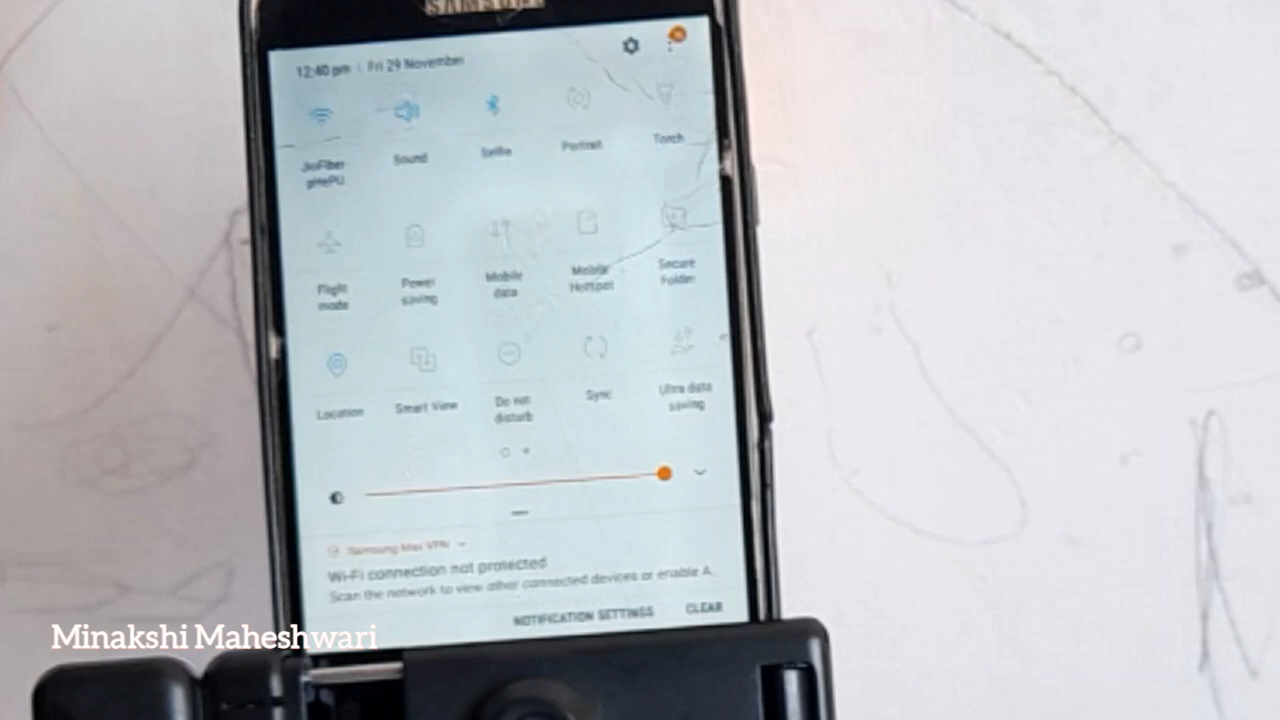 SAMSUNG
12:40 pm | Fri 29 November
JioFiber
pHePU
Sound
Selfie
Portrait
Torch
Flight
mode
Power
saving
Mobile
data
Mobile
Hotspot
Secure
Folder
Location
Smart View
Do not
disturb
Sync
Ultra data
saving
Samsung Max VPN
Wi-Fi connection not protected
Scan the network to view other connected devices or enable A..
NOTIFICATION SETTINGS CLEAR
Minakshi Maheshwari